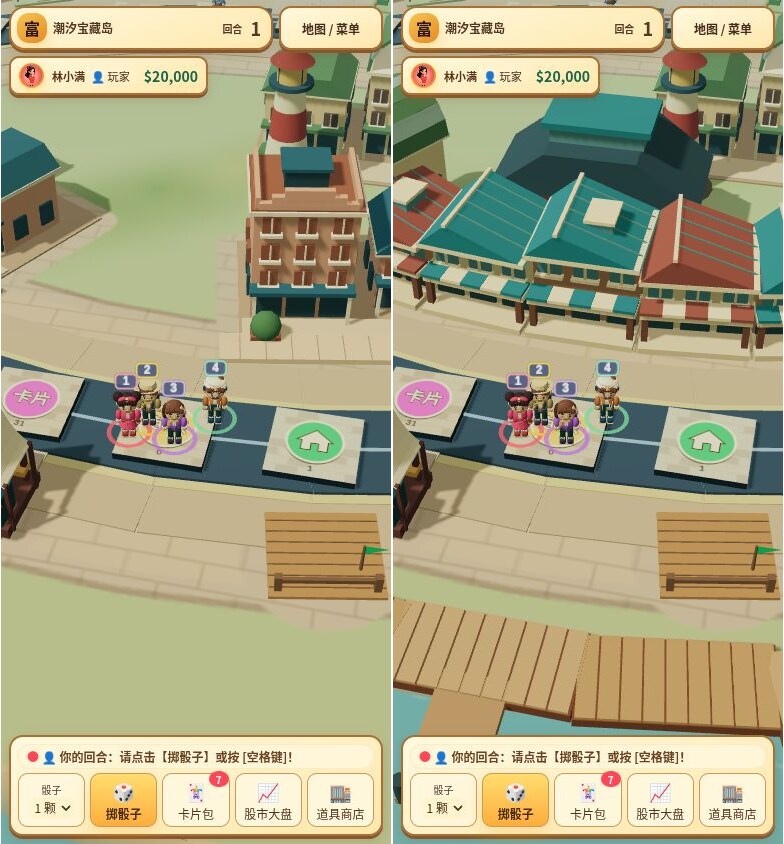 富 潮汐宝藏岛 回合 1 地图 / 菜单
林小满 👤 玩家 $20,000
1 2 3 4
卡片
31
0
1
👤 你的回合：请点击【掷骰子】或按 [空格键]！
7
骰子
1 颗
掷骰子 卡片包 股市大盘 道具商店
富 潮汐宝藏岛 回合 1 地图 / 菜单
林小满 👤 玩家 $20,000
1 2 3 4
卡片
31
0
1
👤 你的回合：请点击【掷骰子】或按 [空格键]！
7
骰子
1 颗
掷骰子 卡片包 股市大盘 道具商店